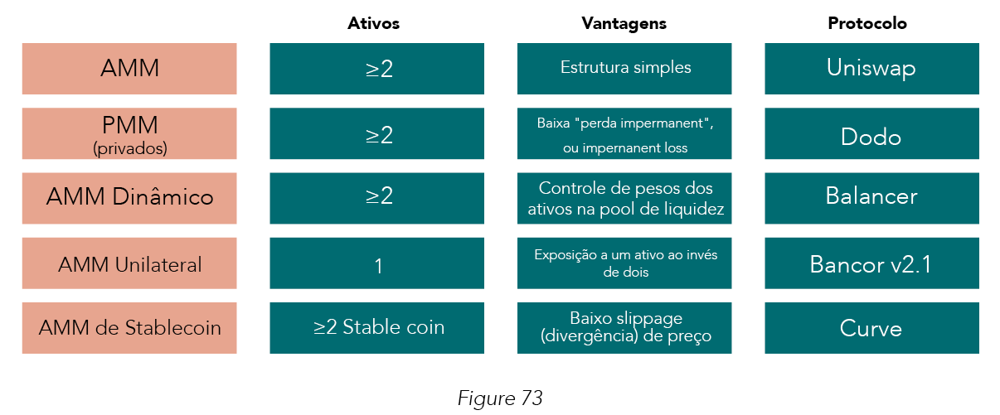 Ativos Vantagens Protocolo
AMM ≥2 Estrutura simples Uniswap
PMM
(privados)
≥2
Baixa "perda impermanent",
ou impernanent loss
Dodo
AMM Dinâmico ≥2
Controle de pesos dos
ativos na pool de liquidez
Balancer
AMM Unilateral 1
Exposição a um ativo ao invés
de dois
Bancor v2.1
AMM de Stablecoin ≥2 Stable coin
Baixo slippage
(divergência) de preço
Curve
Figure 73